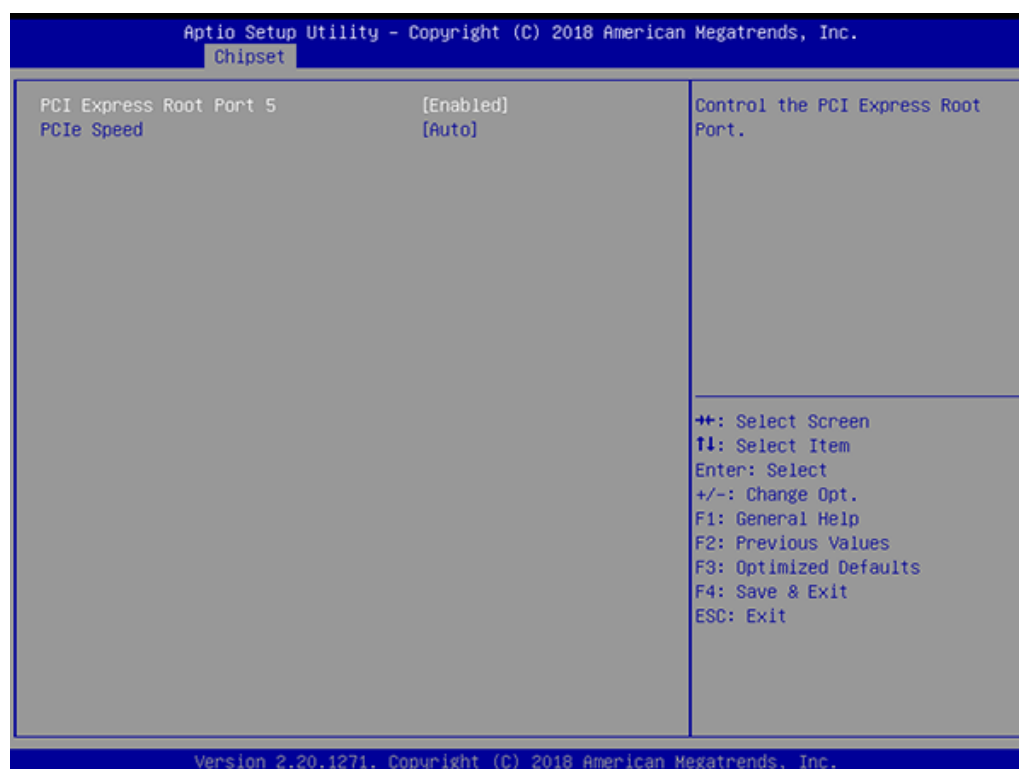 Aptio Setup Utility – Copyright (C) 2018 American Megatrends, Inc.
Chipset
PCI Express Root Port 5 [Enabled]
PCIe Speed [Auto]
Control the PCI Express Root
Port.
→←: Select Screen
↑↓: Select Item
Enter: Select
+/-: Change Opt.
F1: General Help
F2: Previous Values
F3: Optimized Defaults
F4: Save & Exit
ESC: Exit
Version 2.20.1271. Copyright (C) 2018 American Megatrends, Inc.